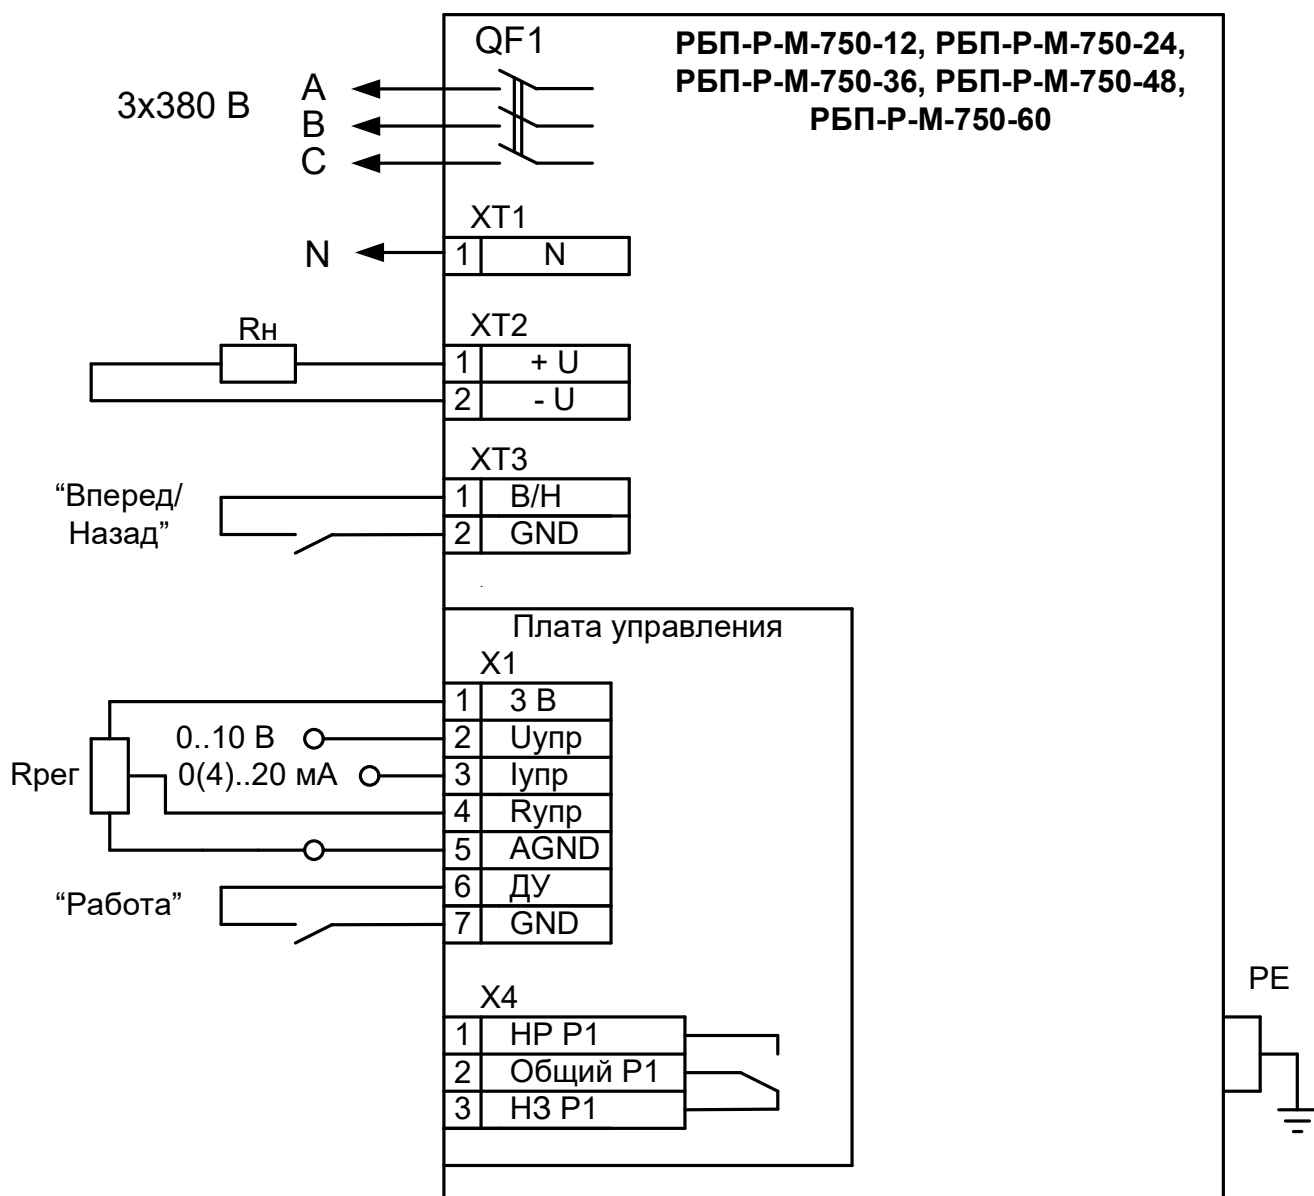 QF1
РБП-Р-М-750-12, РБП-Р-М-750-24,
РБП-Р-М-750-36, РБП-Р-М-750-48,
РБП-Р-М-750-60
3x380 В
A
B
C
XT1
N
1 N
Rн
XT2
1 + U
2 - U
XT3
“Вперед/
Назад”
1 В/Н
2 GND
Плата управления
X1
1 3 В
0..10 В 2 Uупр
Rрег 0(4)..20 мА 3 Iупр
4 Rупр
5 AGND
6 ДУ
“Работа”
7 GND
PE
X4
1 НР Р1
2 Общий Р1
3 НЗ Р1